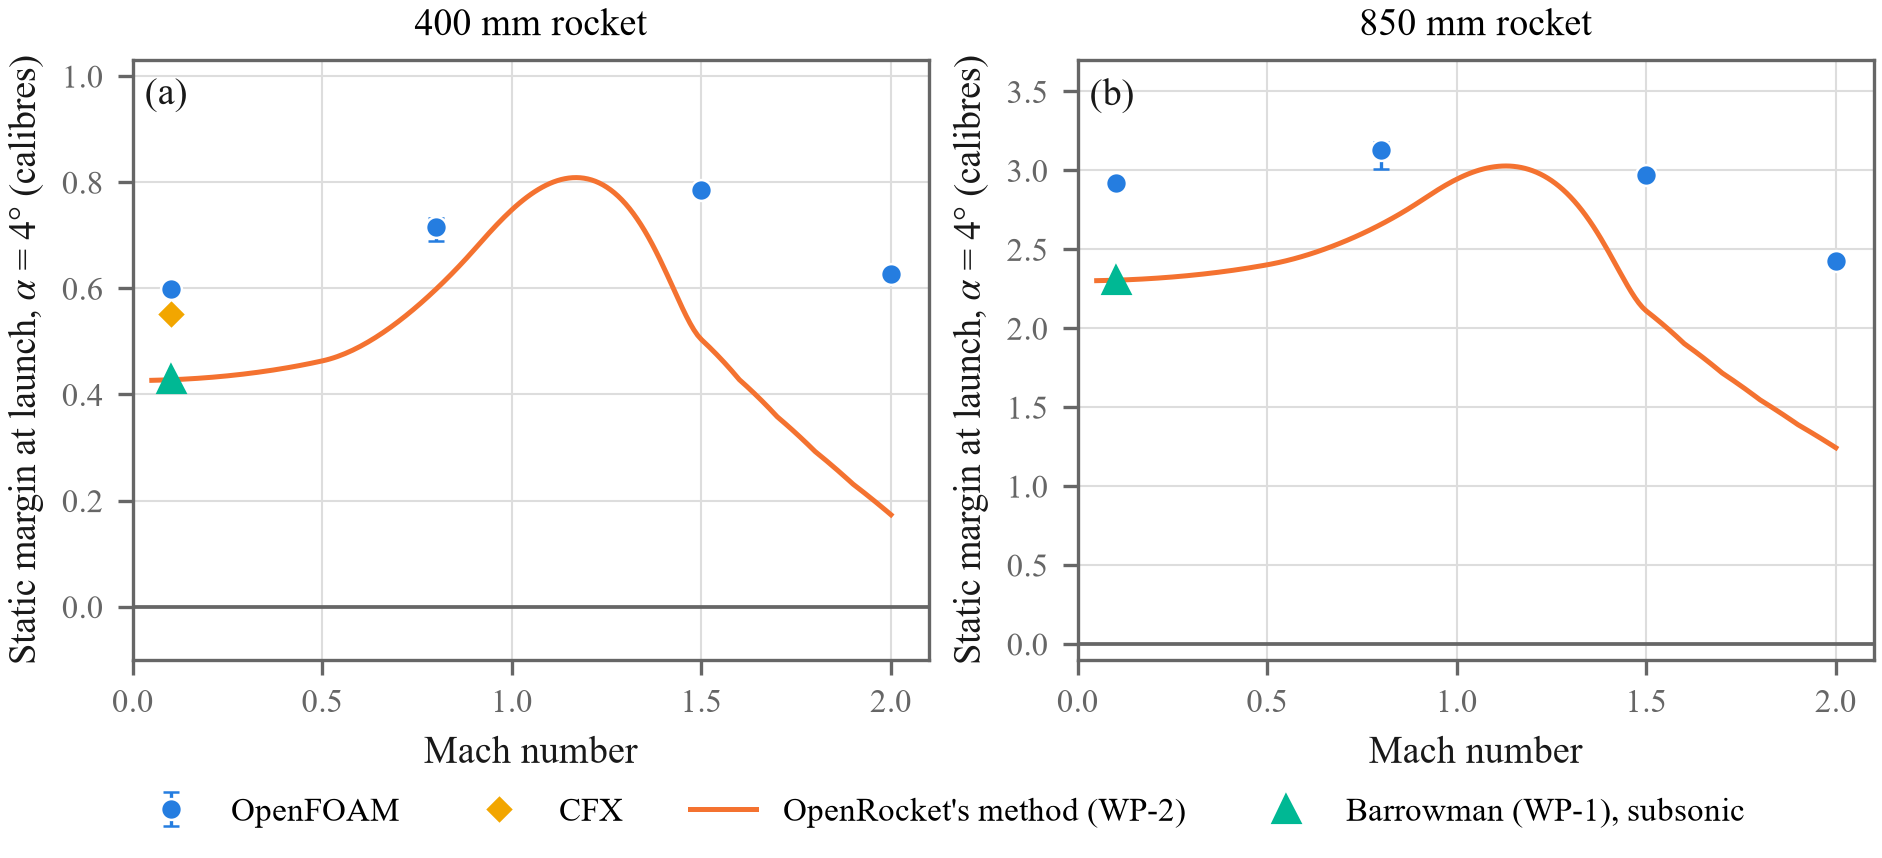 400 mm rocket
850 mm rocket
(a)
Static margin at launch, α = 4° (calibres)
1.0
0.8
0.6
0.4
0.2
0.0
0.0 0.5 1.0 1.5 2.0
Mach number
(b)
Static margin at launch, α = 4° (calibres)
3.5
3.0
2.5
2.0
1.5
1.0
0.5
0.0
0.0 0.5 1.0 1.5 2.0
Mach number
OpenFOAM CFX OpenRocket's method (WP-2) Barrowman (WP-1), subsonic